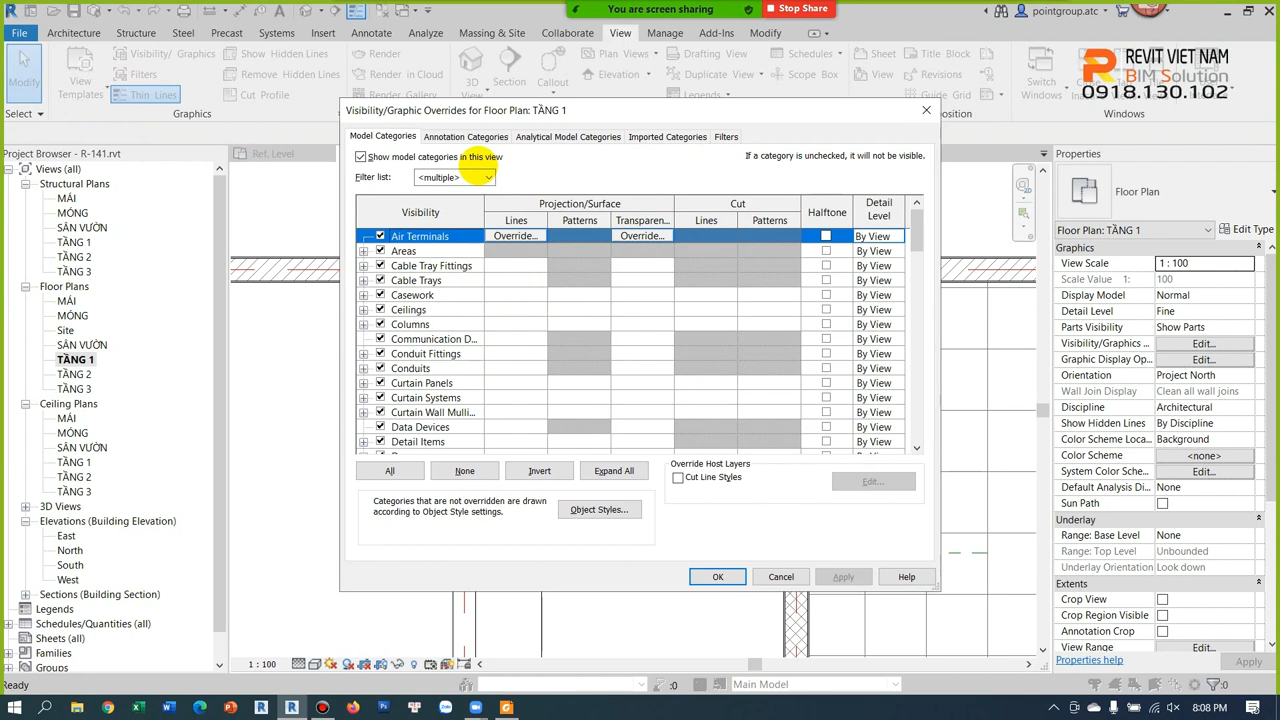 You are screen sharing
Stop Share
pointgroup.atc
File
Architecture
Structure
Steel
Precast
Systems
Insert
Annotate
Analyze
Massing & Site
Collaborate
View
Manage
Add-Ins
Modify
Modify
View
Templates
Visibility/ Graphics
Filters
Thin Lines
Show Hidden Lines
Remove Hidden Lines
Cut Profile
Render
Render in Cloud
3D
View
Section
Callout
Plan Views
Elevation
Drafting View
Duplicate View
Legends
Schedules
Scope Box
Sheet
View
Title Block
Revisions
Guide Grid
Switch
Windows
REVIT VIET NAM
BIM Solution
0918.130.102
Select
Graphics
Windows
Project Browser - R-141.rvt
Views (all)
Structural Plans
MÁI
MÓNG
SÂN VƯỜN
TẦNG 1
TẦNG 2
TẦNG 3
Floor Plans
MÁI
MÓNG
Site
SÂN VƯỜN
TẦNG 1
TẦNG 2
TẦNG 3
Ceiling Plans
MÁI
MÓNG
SÂN VƯỜN
TẦNG 1
TẦNG 2
TẦNG 3
3D Views
Elevations (Building Elevation)
East
North
South
West
Sections (Building Section)
Legends
Schedules/Quantities (all)
Sheets (all)
Families
Groups
Ref. Level
Visibility/Graphic Overrides for Floor Plan: TẦNG 1
Model Categories
Annotation Categories
Analytical Model Categories
Imported Categories
Filters
Show model categories in this view
If a category is unchecked, it will not be visible.
Filter list:
<multiple>
Visibility
Projection/Surface
Cut
Halftone
Detail
Level
Lines
Patterns
Transparen...
Lines
Patterns
Air Terminals
Override...
Override...
By View
Areas
By View
Cable Tray Fittings
By View
Cable Trays
By View
Casework
By View
Ceilings
By View
Columns
By View
Communication D...
By View
Conduit Fittings
By View
Conduits
By View
Curtain Panels
By View
Curtain Systems
By View
Curtain Wall Mulli...
By View
Data Devices
By View
Detail Items
By View
All
None
Invert
Expand All
Override Host Layers
Cut Line Styles
Edit...
Categories that are not overridden are drawn
according to Object Style settings.
Object Styles...
OK
Cancel
Apply
Help
Properties
Floor Plan
Floor Plan: TẦNG 1
Edit Type
Graphics
View Scale
1 : 100
Scale Value 1:
100
Display Model
Normal
Detail Level
Fine
Parts Visibility
Show Parts
Visibility/Graphics ...
Edit...
Graphic Display Op...
Edit...
Orientation
Project North
Wall Join Display
Clean all wall joins
Discipline
Architectural
Show Hidden Lines
By Discipline
Color Scheme Loca...
Background
Color Scheme
<none>
System Color Sche...
Edit...
Default Analysis Di...
None
Sun Path
Underlay
Range: Base Level
None
Range: Top Level
Unbounded
Underlay Orientation
Look down
Extents
Crop View
Crop Region Visible
Annotation Crop
View Range
Edit...
Properties help
Apply
1 : 100
Ready
:0
Main Model
:0
8:08 PM